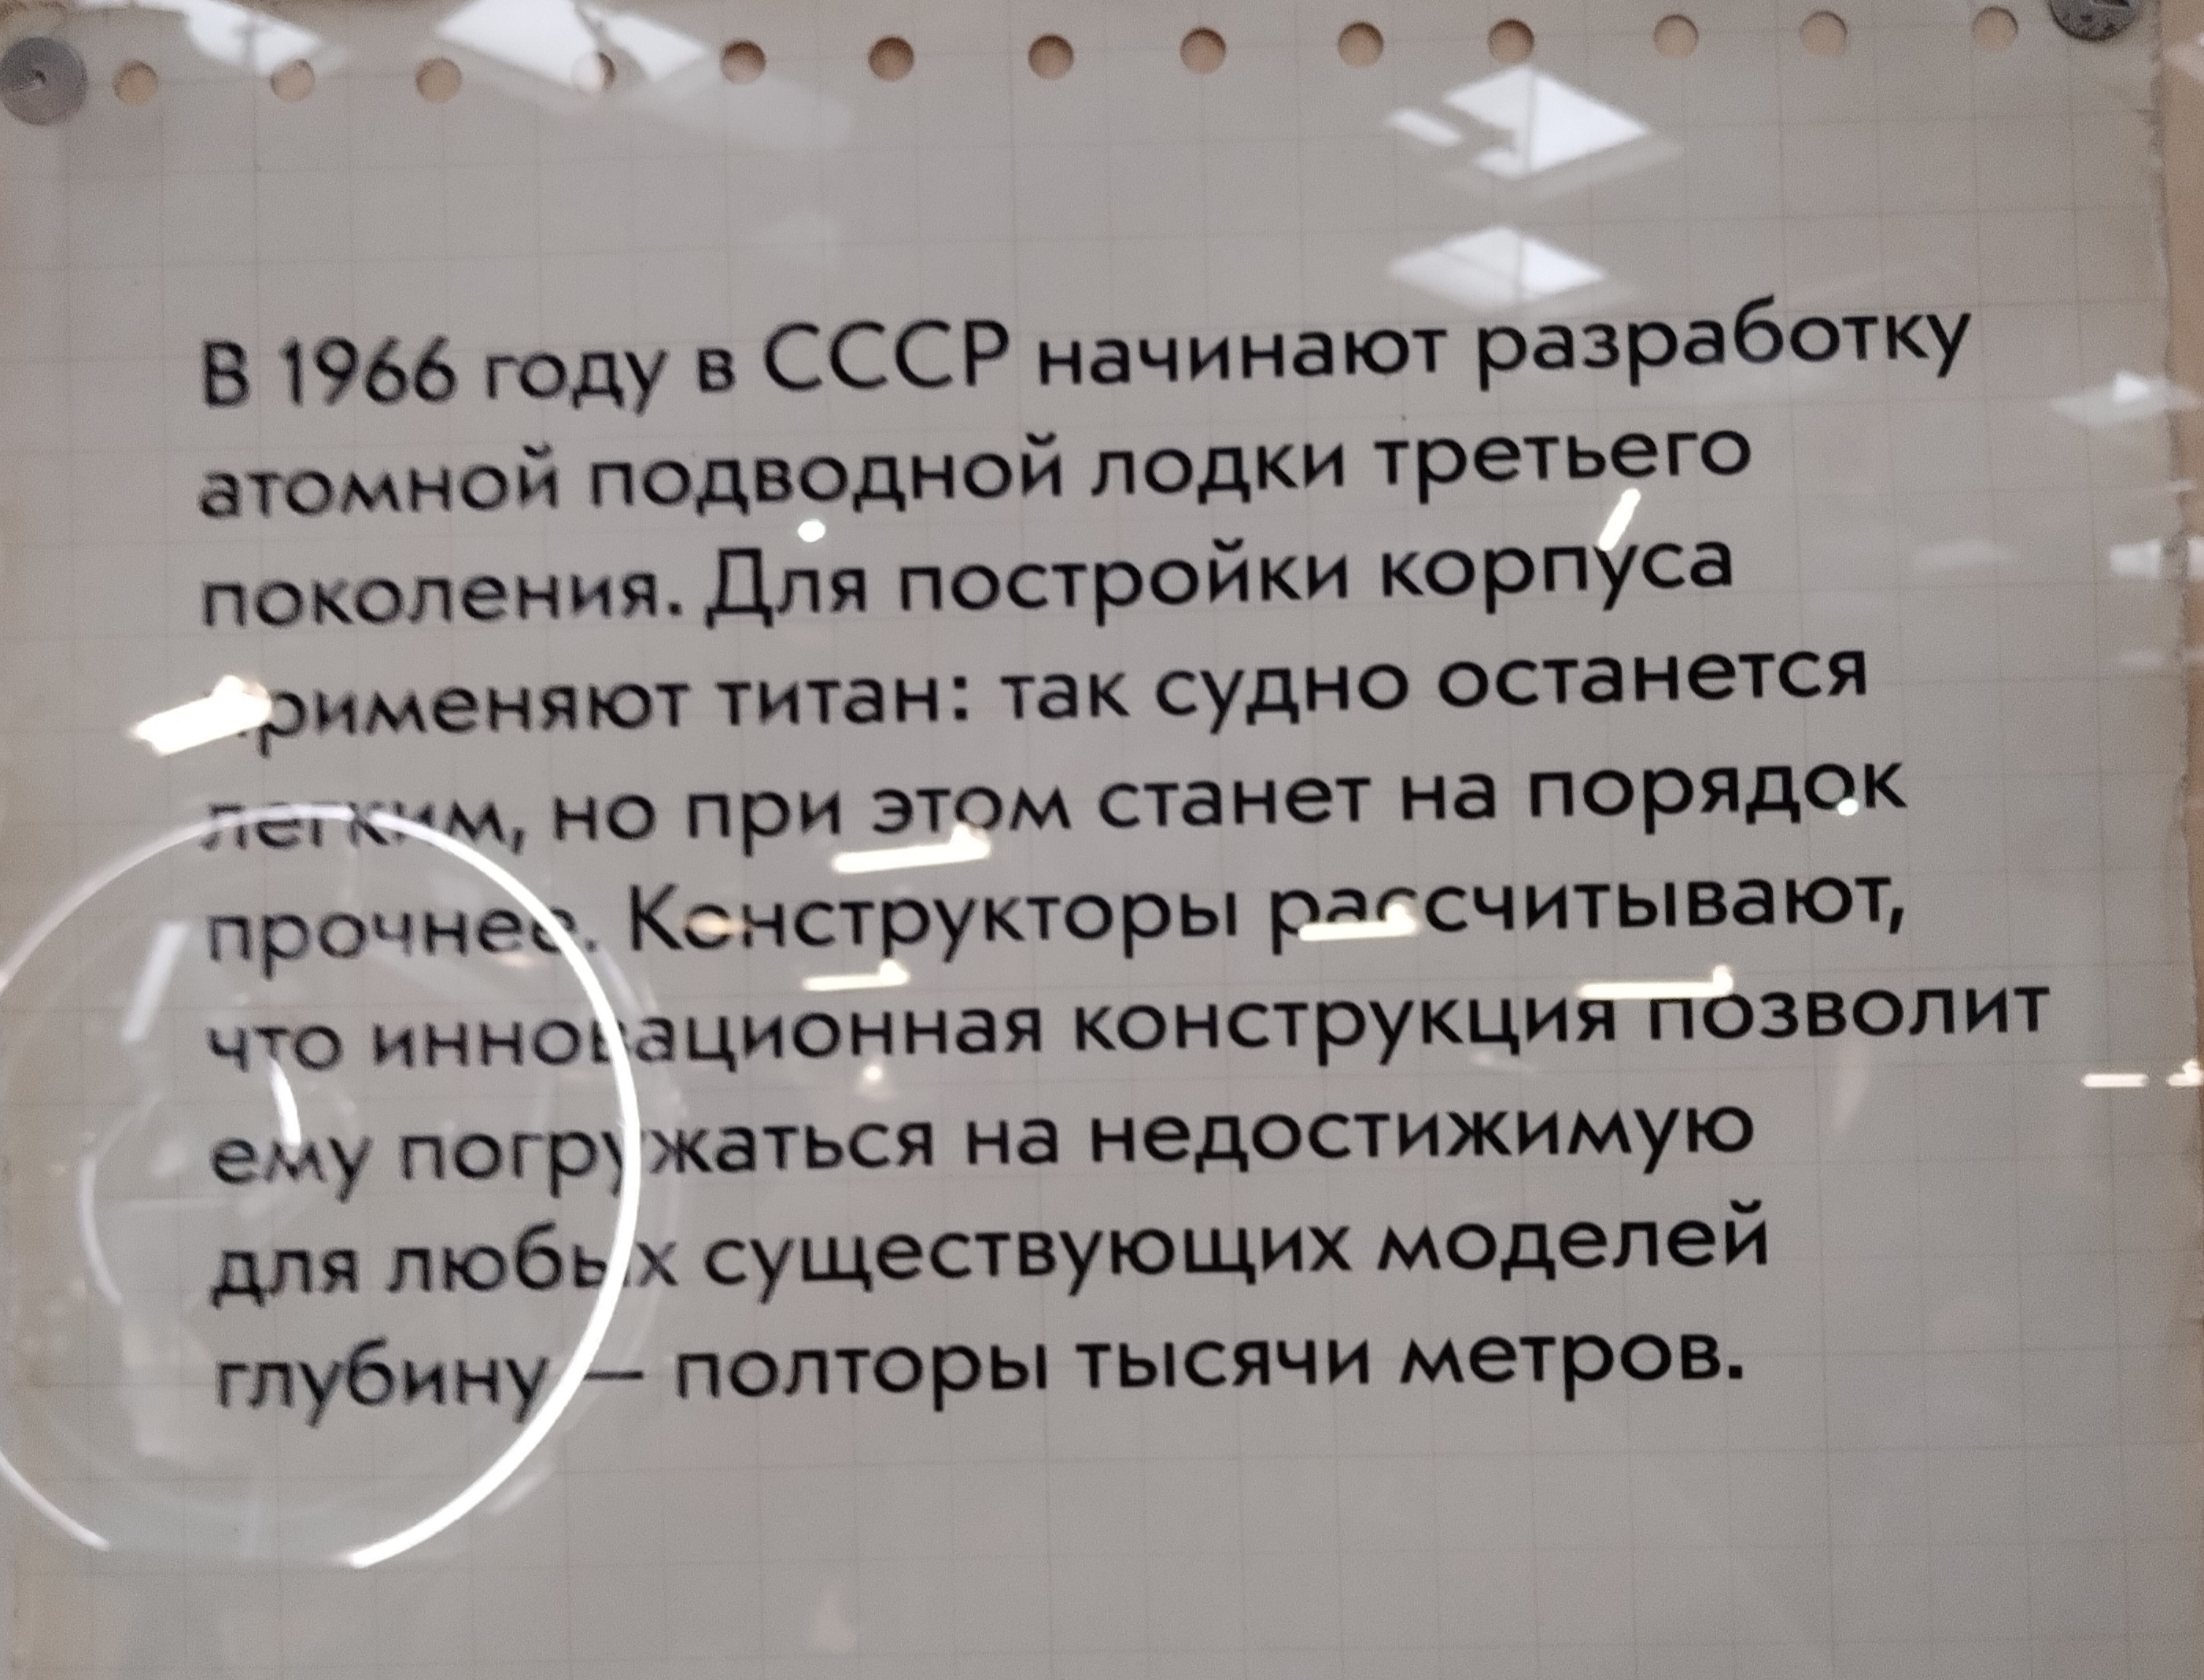 В 1966 году в СССР начинают разработку
атомной подводной лодки третьего
поколения. Для постройки корпуса
применяют титан: так судно останется
легким, но при этом станет на порядок
прочнее. Конструкторы рассчитывают,
что инновационная конструкция позволит
ему погружаться на недостижимую
для любых существующих моделей
глубину — полторы тысячи метров.